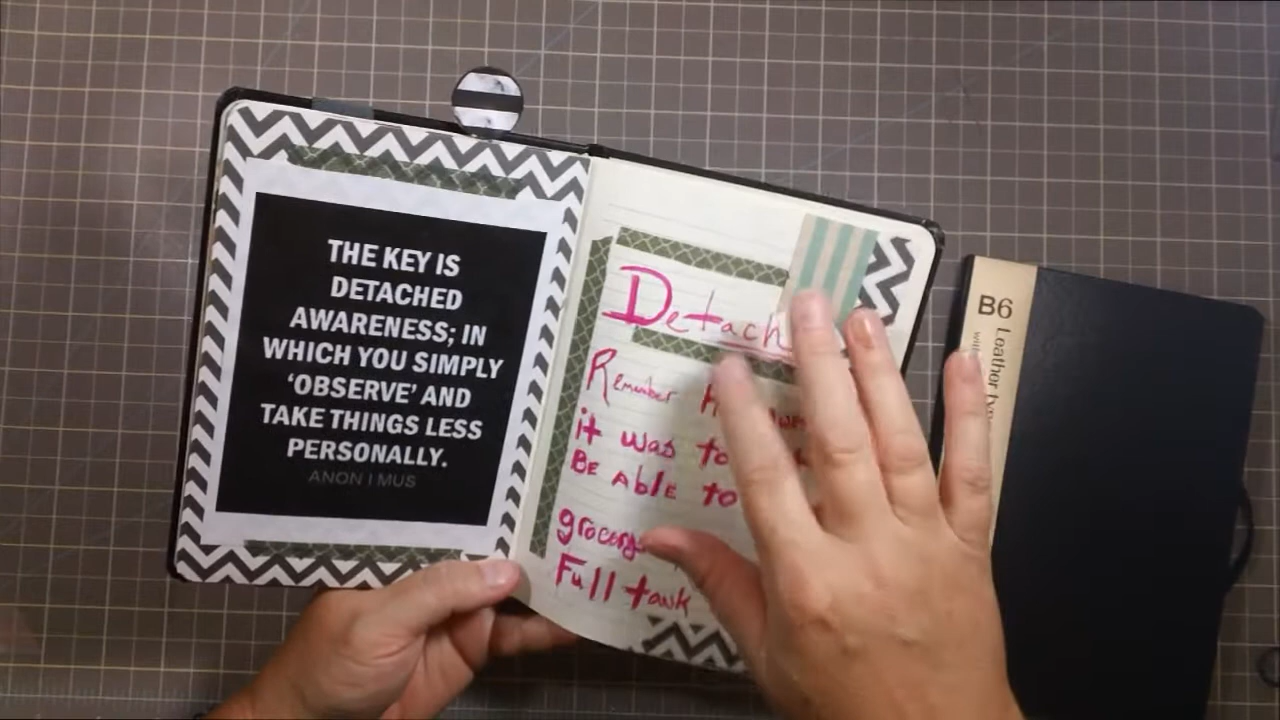 THE KEY IS
DETACHED
AWARENESS; IN
WHICH YOU SIMPLY
‘OBSERVE’ AND
TAKE THINGS LESS
PERSONALLY.
ANON I MUS
Detach
Remember
it was to
BE Able to
Full tank
B6
Leather